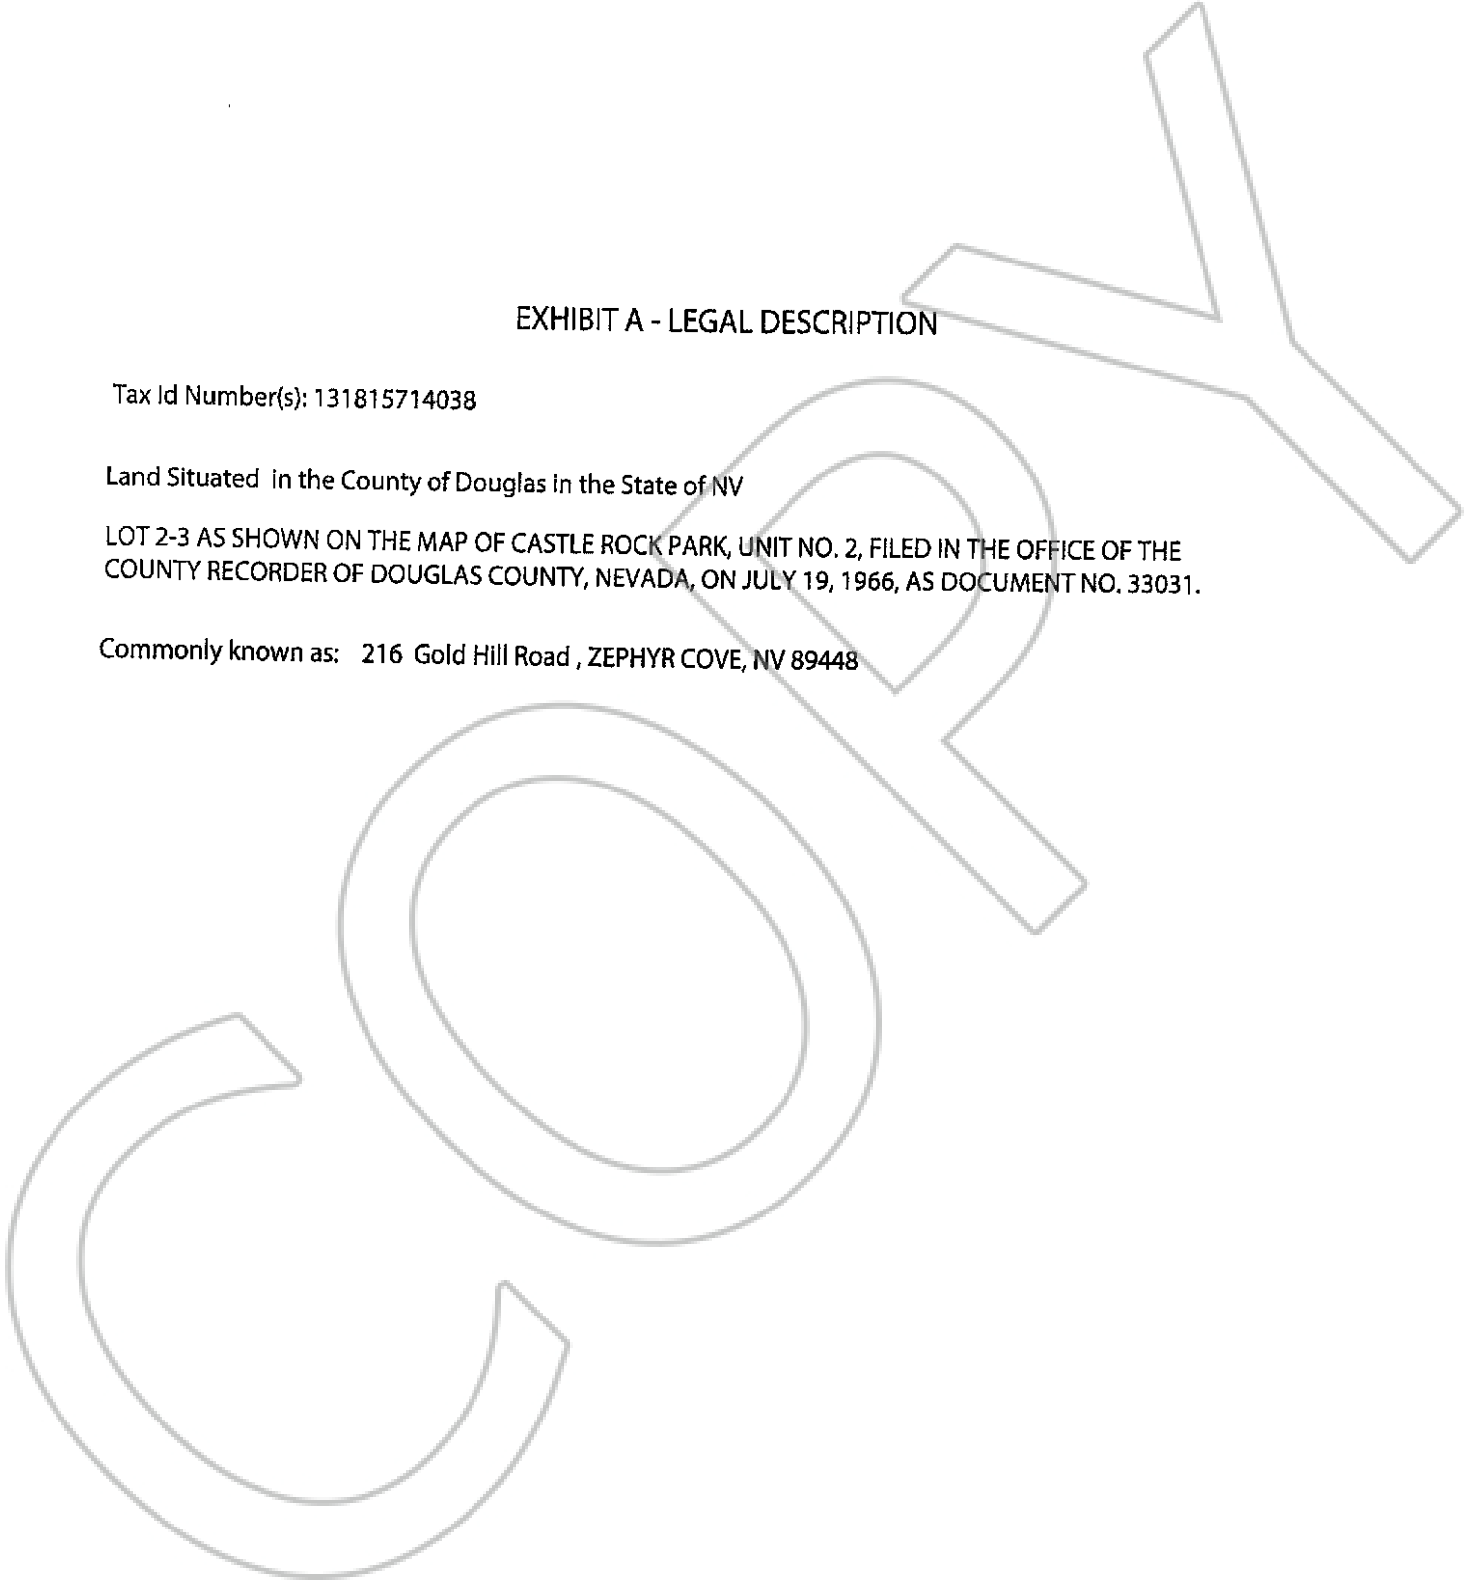 EXHIBIT A - LEGAL DESCRIPTION
Tax Id Number(s): 131815714038
Land Situated in the County of Douglas in the State of NV
LOT 2-3 AS SHOWN ON THE MAP OF CASTLE ROCK PARK, UNIT NO. 2, FILED IN THE OFFICE OF THE
COUNTY RECORDER OF DOUGLAS COUNTY, NEVADA, ON JULY 19, 1966, AS DOCUMENT NO. 33031.
Commonly known as: 216 Gold Hill Road , ZEPHYR COVE, NV 89448
COPY